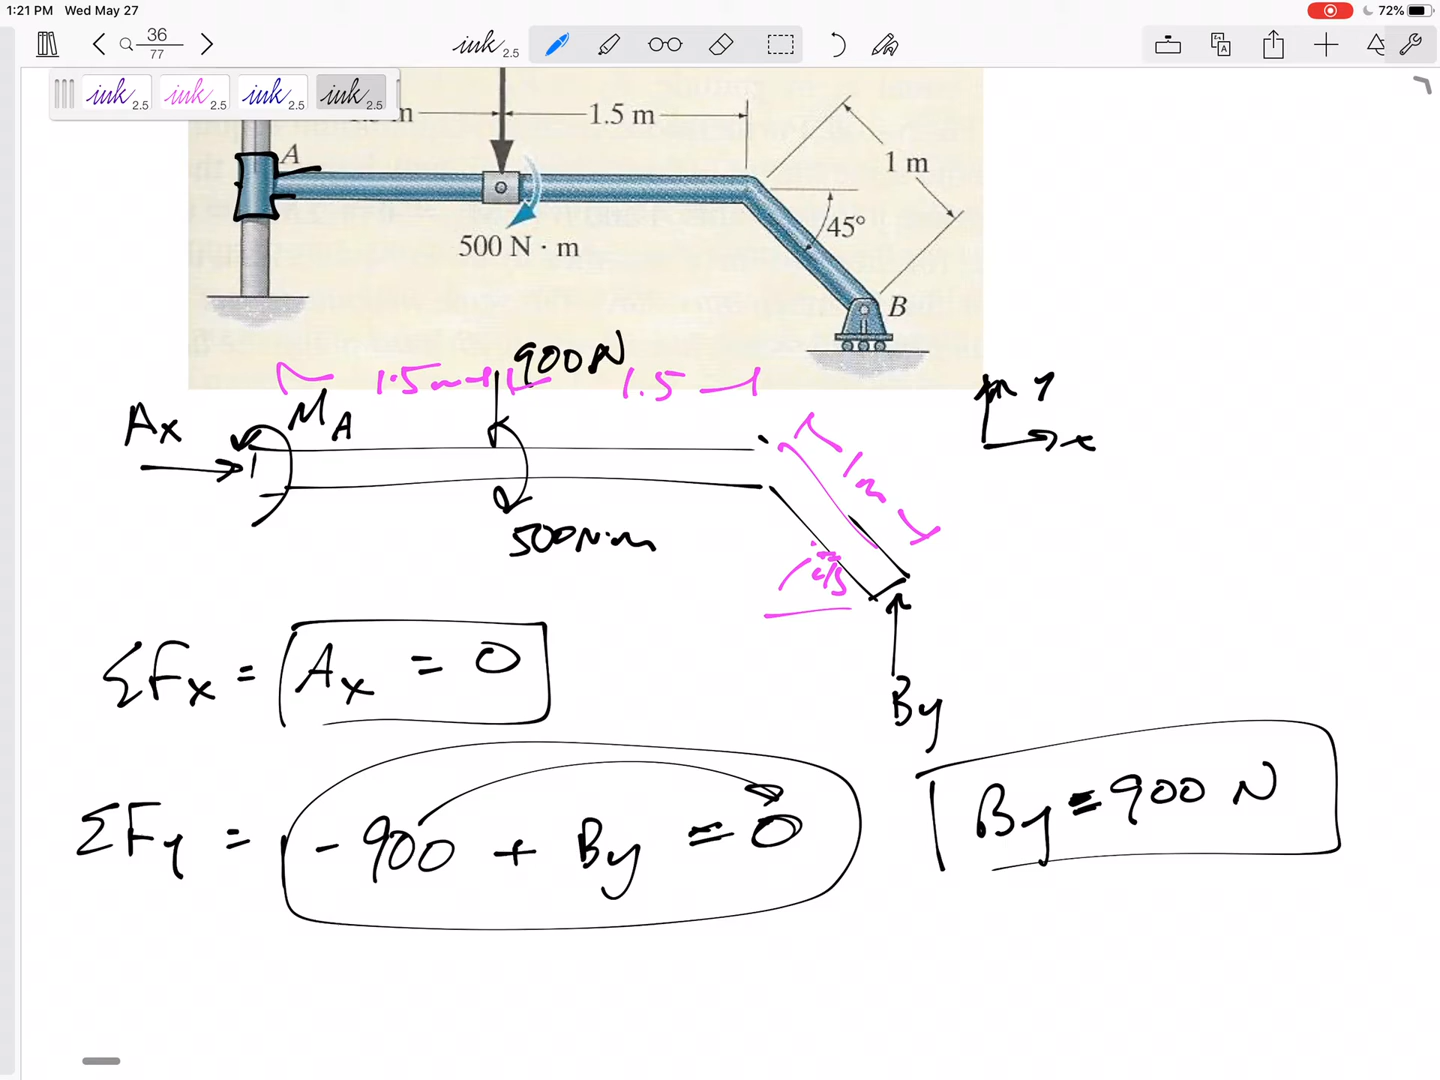 1:21 PM Wed May 27
72%
36
77
ink 2.5
ink 2.5 ink 2.5 ink 2.5 ink 2.5
m 1.5 m
A
1 m
45°
500 N · m
B
900 N
1.5 m 1.5
Ax
MA
y
x
1m
500 N·m
45
ΣFx = Ax = 0
By
ΣFy = -900 + By = 0
By = 900 N